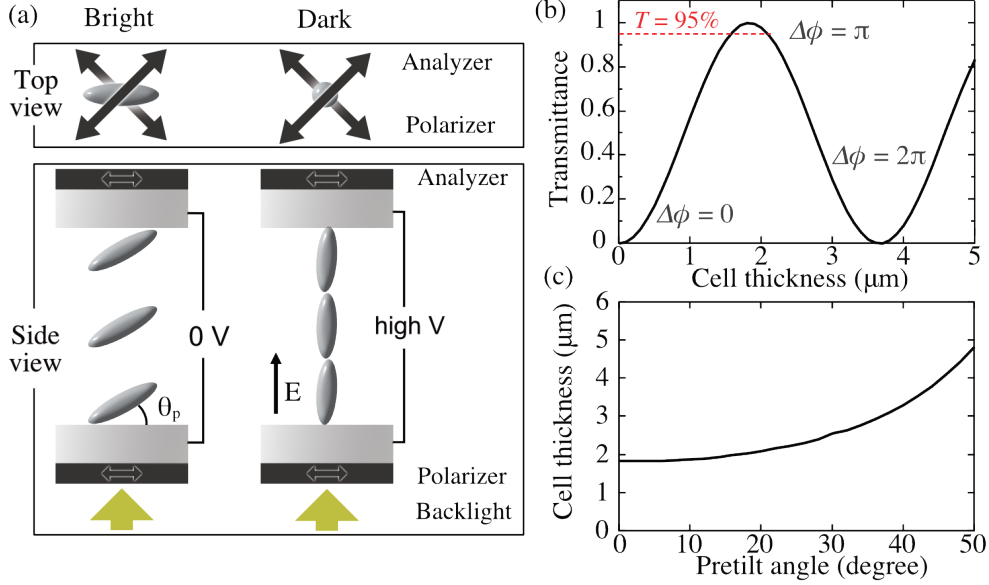 (a)
Bright
Dark
Top
view
Analyzer
Polarizer
Analyzer
Side
view
0 V
high V
E
θp
Polarizer
Backlight
(b)
Transmittance
1
0.8
0.6
0.4
0.2
0
T = 95%
Δϕ = π
Δϕ = 2π
Δϕ = 0
0 1 2 3 4 5
Cell thickness (μm)
(c)
Cell thickness (μm)
6
5
4
3
2
1
0
0 10 20 30 40 50
Pretilt angle (degree)